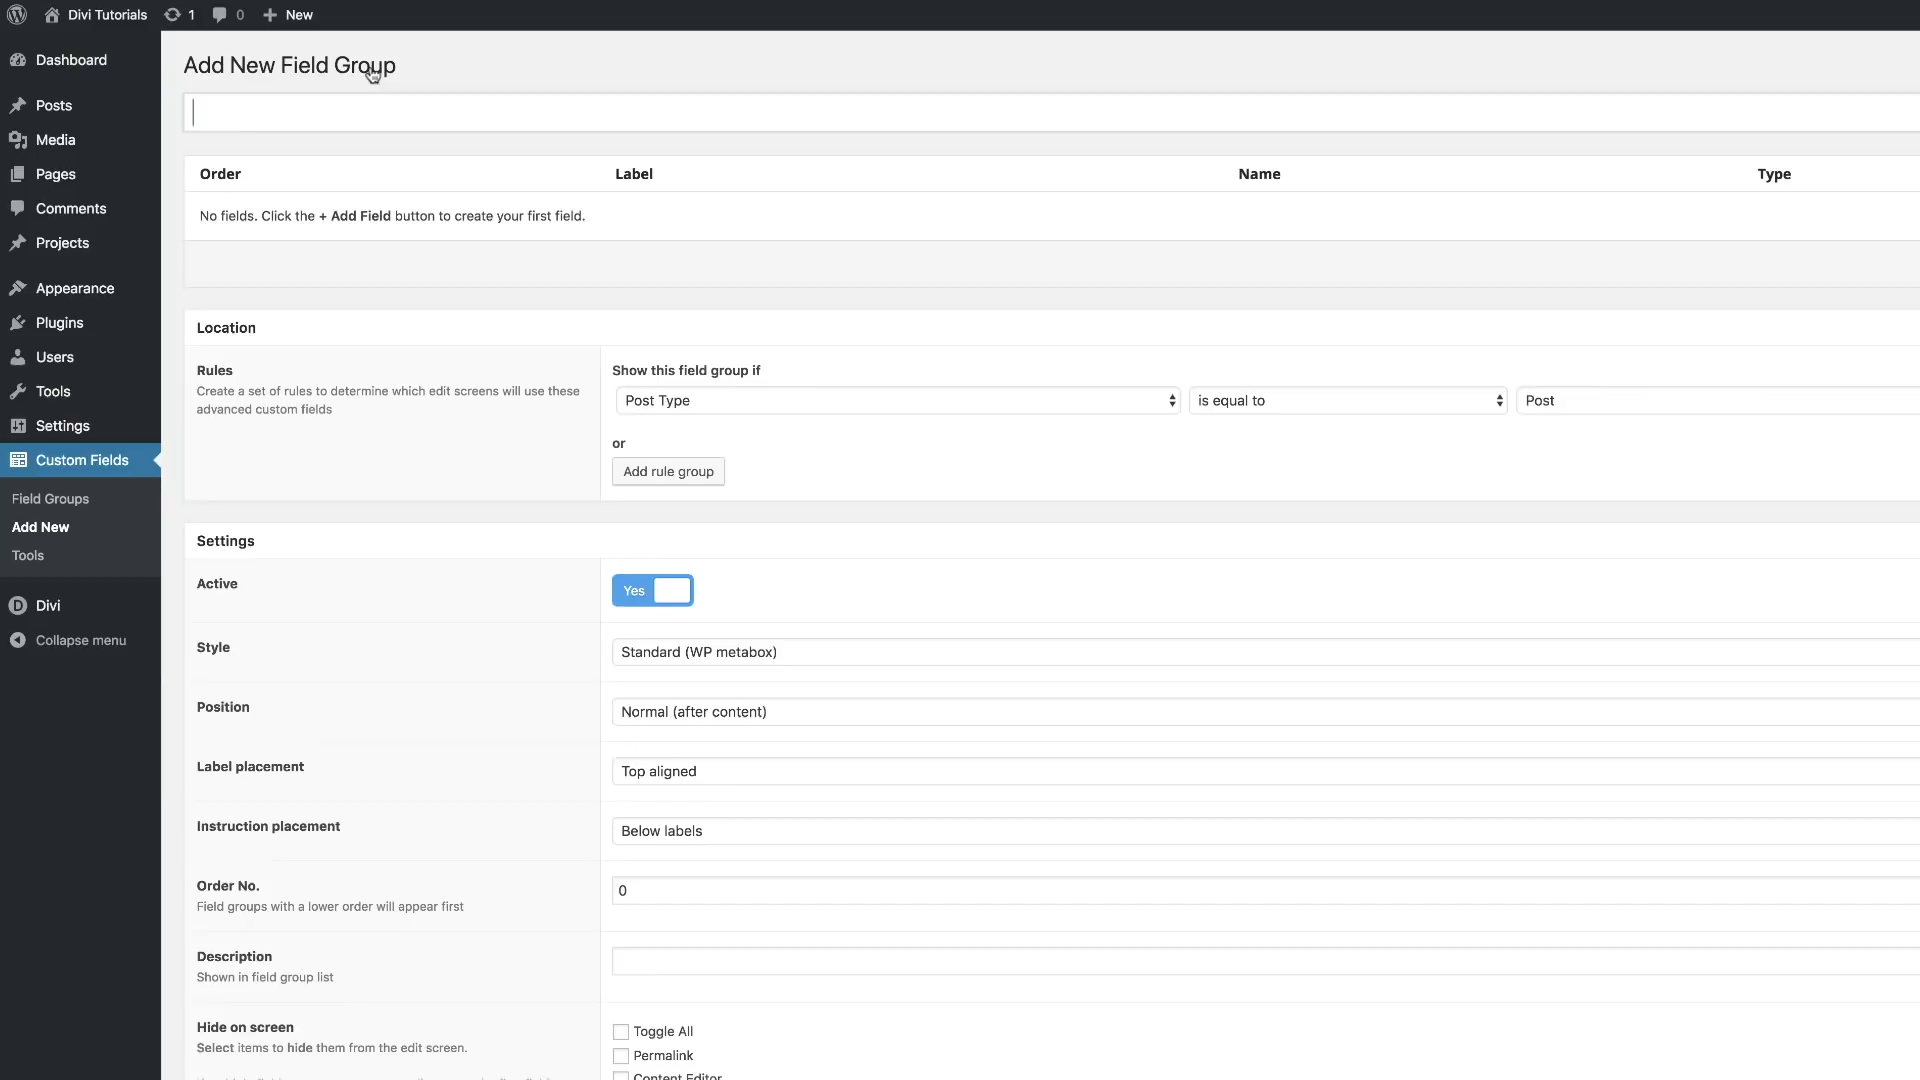 Divi Tutorials 1 0 New
Dashboard
Posts
Media
Pages
Comments
Projects
Appearance
Plugins
Users
Tools
Settings
Custom Fields
Field Groups
Add New
Tools
Divi
Collapse menu
Add New Field Group
Order Label Name Type
No fields. Click the + Add Field button to create your first field.
Location
Rules
Create a set of rules to determine which edit screens will use these
advanced custom fields
Show this field group if
Post Type is equal to Post
or
Add rule group
Settings
Active Yes
Style Standard (WP metabox)
Position Normal (after content)
Label placement Top aligned
Instruction placement Below labels
Order No.
Field groups with a lower order will appear first
0
Description
Shown in field group list
Hide on screen
Select items to hide them from the edit screen.
Toggle All
Permalink
Content Editor